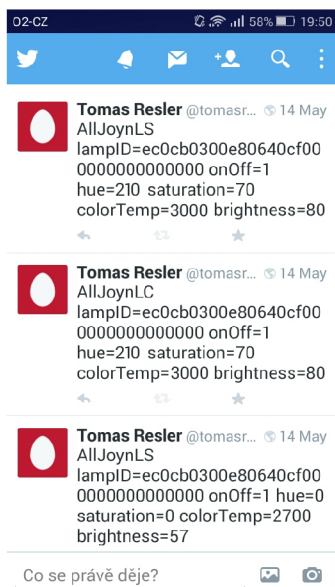 O2-CZ 58% 19:50
Tomas Resler @tomasr... 14 May
AllJoynLS
lampID=ec0cb0300e80640cf00
0000000000000 onOff=1
hue=210 saturation=70
colorTemp=3000 brightness=80
Tomas Resler @tomasr... 14 May
AllJoynLC
lampID=ec0cb0300e80640cf00
0000000000000 onOff=1
hue=210 saturation=70
colorTemp=3000 brightness=80
Tomas Resler @tomasr... 14 May
AllJoynLS
lampID=ec0cb0300e80640cf00
0000000000000 onOff=1 hue=0
saturation=0 colorTemp=2700
brightness=57
Co se právě děje?